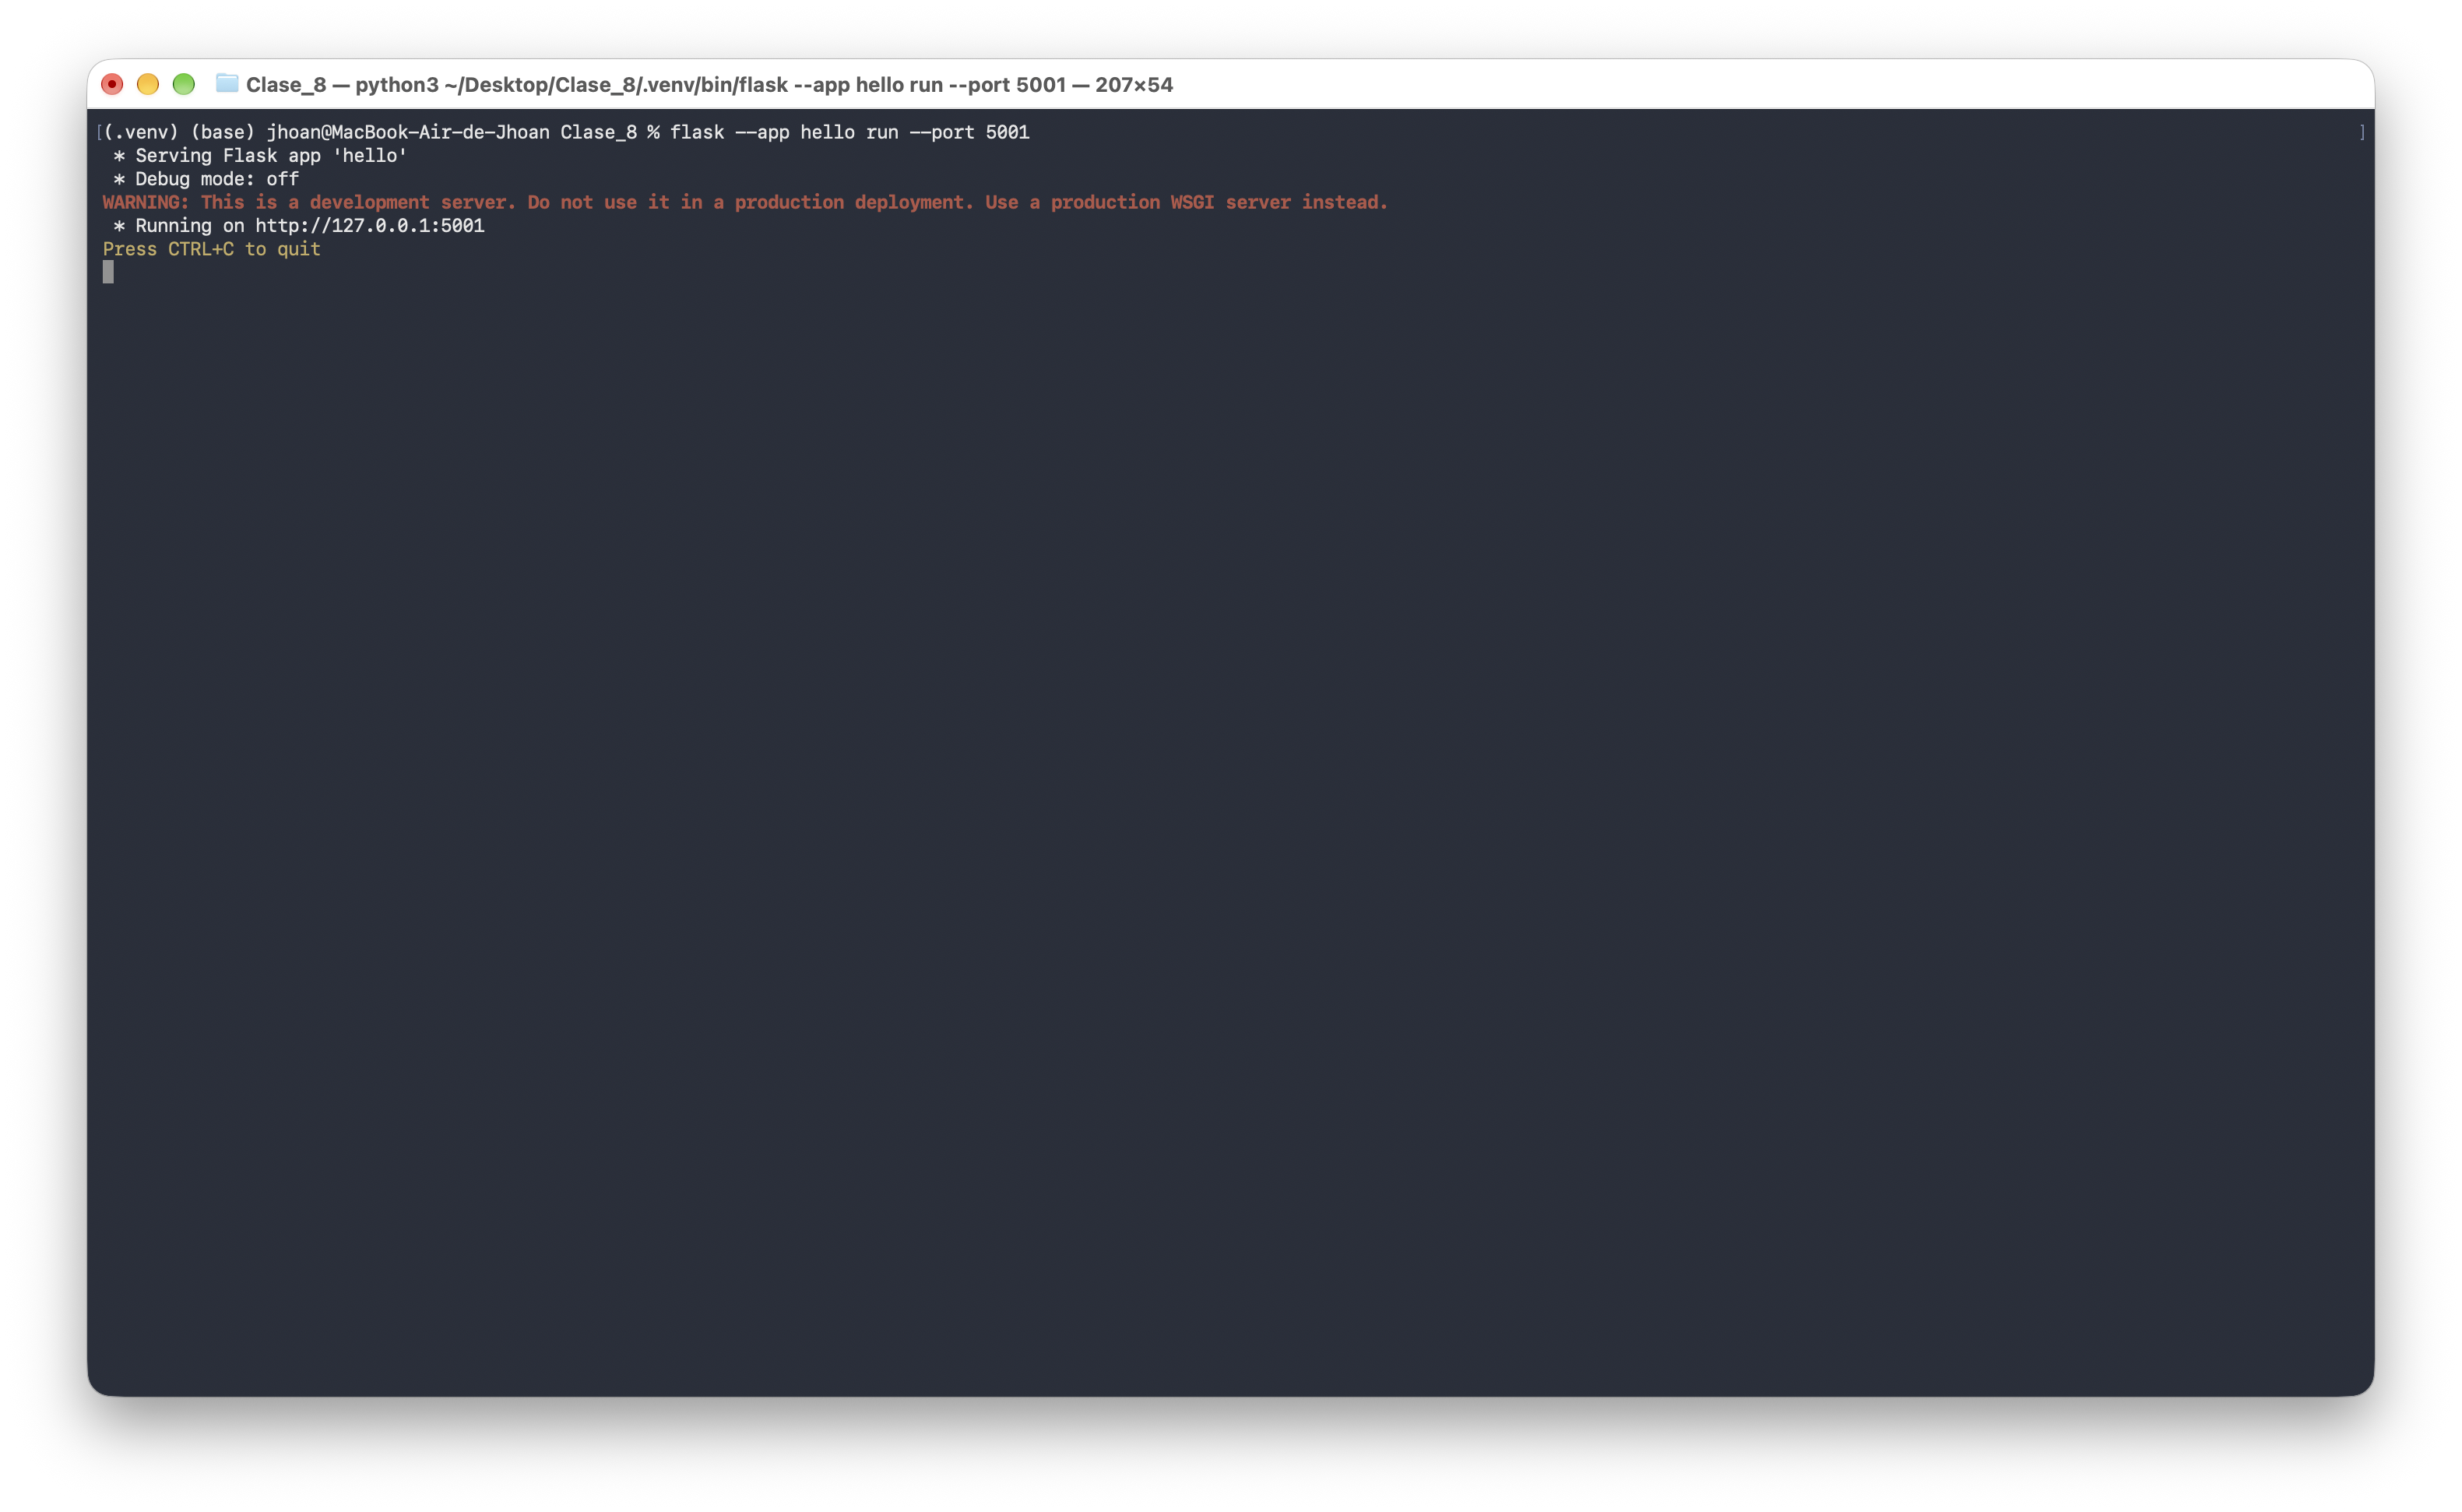 Clase_8 — python3 ~/Desktop/Clase_8/.venv/bin/flask --app hello run --port 5001 — 207×54
[(.venv) (base) jhoan@MacBook-Air-de-Jhoan Clase_8 % flask --app hello run --port 5001 ]
 * Serving Flask app 'hello'
 * Debug mode: off
WARNING: This is a development server. Do not use it in a production deployment. Use a production WSGI server instead.
 * Running on http://127.0.0.1:5001
Press CTRL+C to quit